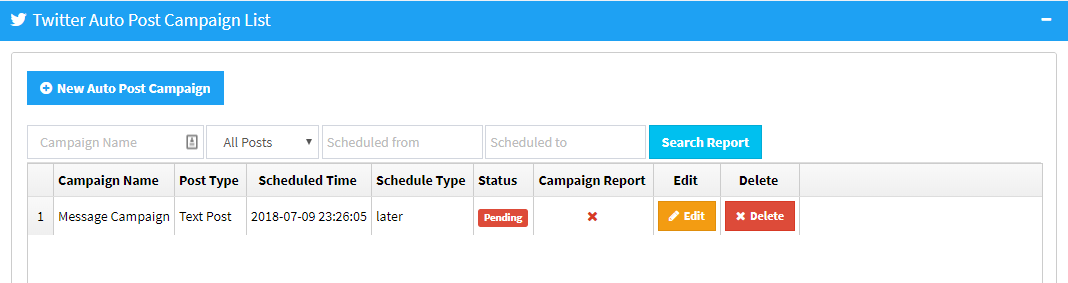 Twitter Auto Post Campaign List
New Auto Post Campaign
Campaign Name All Posts Scheduled from Scheduled to Search Report
Campaign Name Post Type Scheduled Time Schedule Type Status Campaign Report Edit Delete
1 Message Campaign Text Post 2018-07-09 23:26:05 later Pending Edit Delete